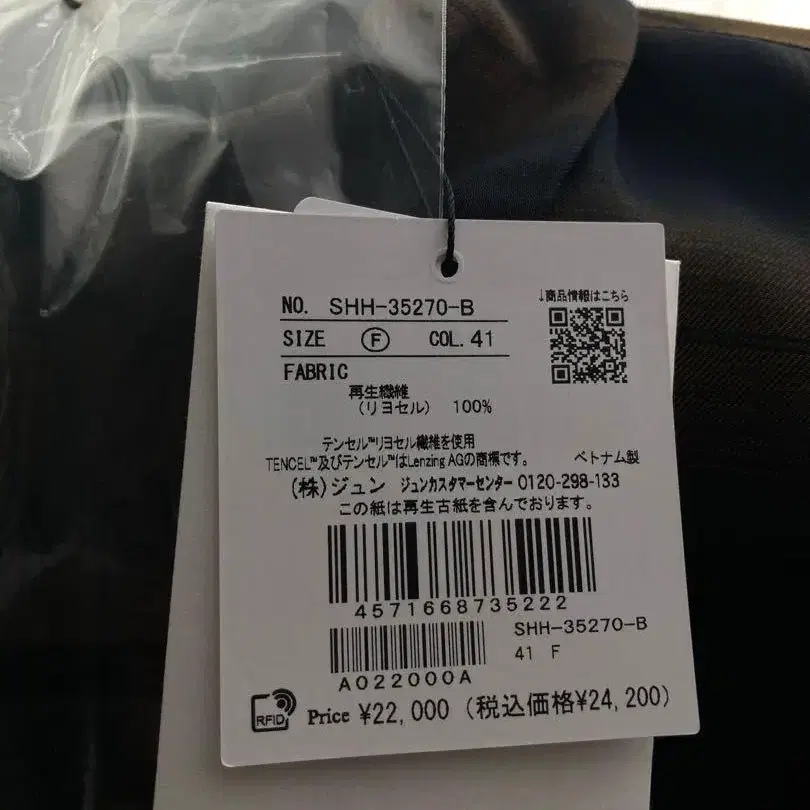 NO. SHH-35270-B
↓商品情報はこちら
SIZE Ⓕ COL. 41
FABRIC
再生繊維
(リヨセル) 100%
テンセル™リヨセル繊維を使用
TENCEL™及びテンセル™はLenzing AGの商標です。 ベトナム製
(株)ジュン ジュンカスタマーセンター 0120-298-133
この紙は再生古紙を含んでおります。
4571668735222
SHH-35270-B
41 F
A022000A
RFID Price ¥22,000 (税込価格¥24,200)